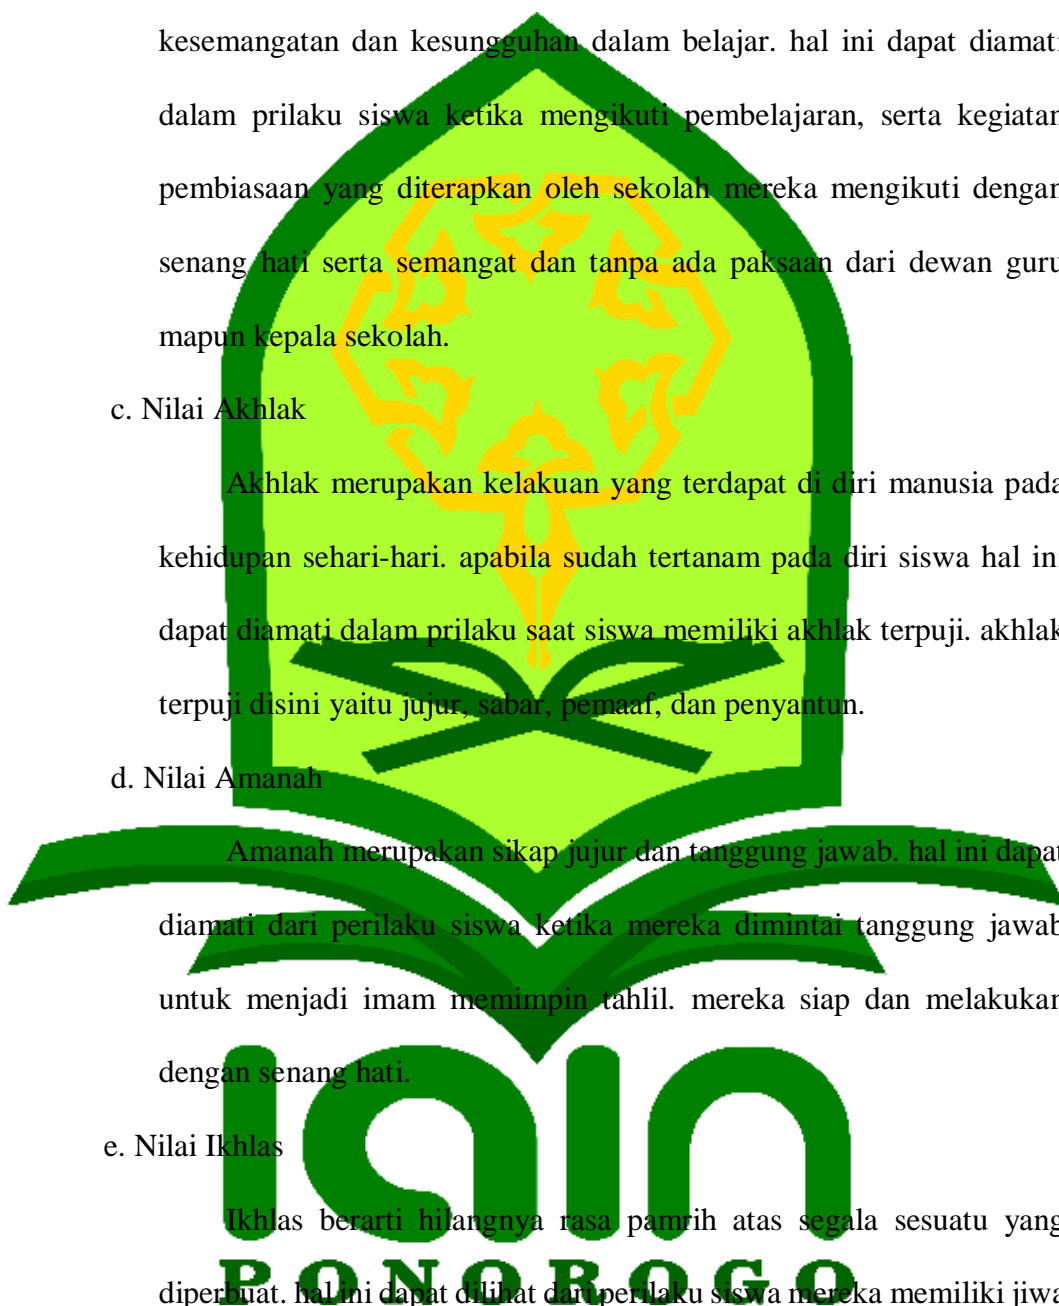 kesemangatan dan kesungguhan dalam belajar. hal ini dapat diamati
dalam prilaku siswa ketika mengikuti pembelajaran, serta kegiatan
pembiasaan yang diterapkan oleh sekolah mereka mengikuti dengan
senang hati serta semangat dan tanpa ada paksaan dari dewan guru
mapun kepala sekolah.
c. Nilai Akhlak
Akhlak merupakan kelakuan yang terdapat di diri manusia pada
kehidupan sehari-hari. apabila sudah tertanam pada diri siswa hal ini
dapat diamati dalam prilaku saat siswa memiliki akhlak terpuji. akhlak
terpuji disini yaitu jujur, sabar, pemaaf, dan penyantun.
d. Nilai Amanah
Amanah merupakan sikap jujur dan tanggung jawab. hal ini dapat
diamati dari perilaku siswa ketika mereka dimintai tanggung jawab
untuk menjadi imam memimpin tahlil. mereka siap dan melakukan
dengan senang hati.
e. Nilai Ikhlas
Ikhlas berarti hilangnya rasa pamrih atas segala sesuatu yang
diperbuat. hal ini dapat dilihat dari perilaku siswa mereka memiliki jiwa
iain
PONOROGO